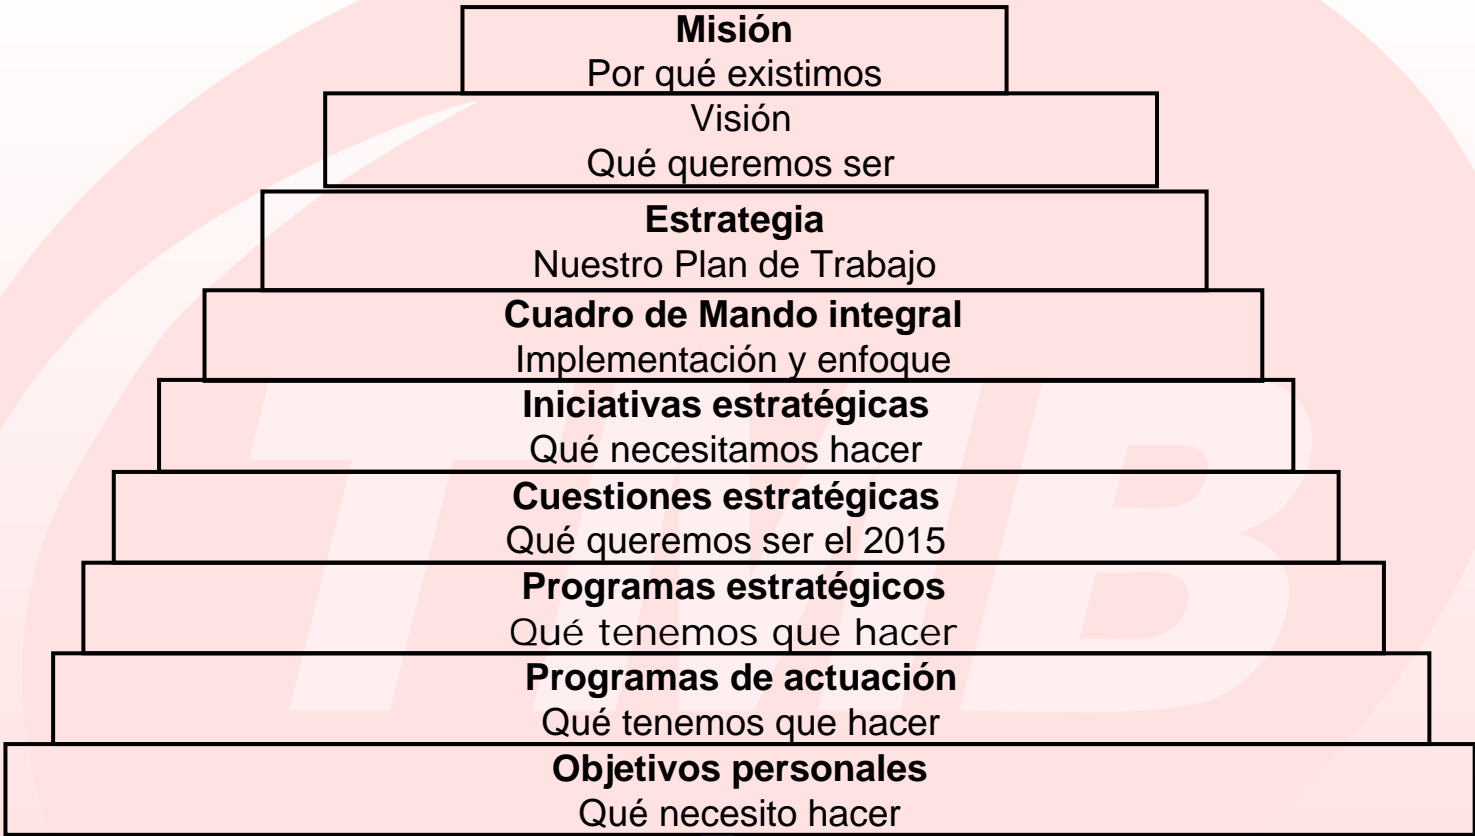 Misión
Por qué existimos
Visión
Qué queremos ser
Estrategia
Nuestro Plan de Trabajo
Cuadro de Mando integral
Implementación y enfoque
Iniciativas estratégicas
Qué necesitamos hacer
Cuestiones estratégicas
Qué queremos ser el 2015
Programas estratégicos
Qué tenemos que hacer
Programas de actuación
Qué tenemos que hacer
Objetivos personales
Qué necesito hacer
TMB